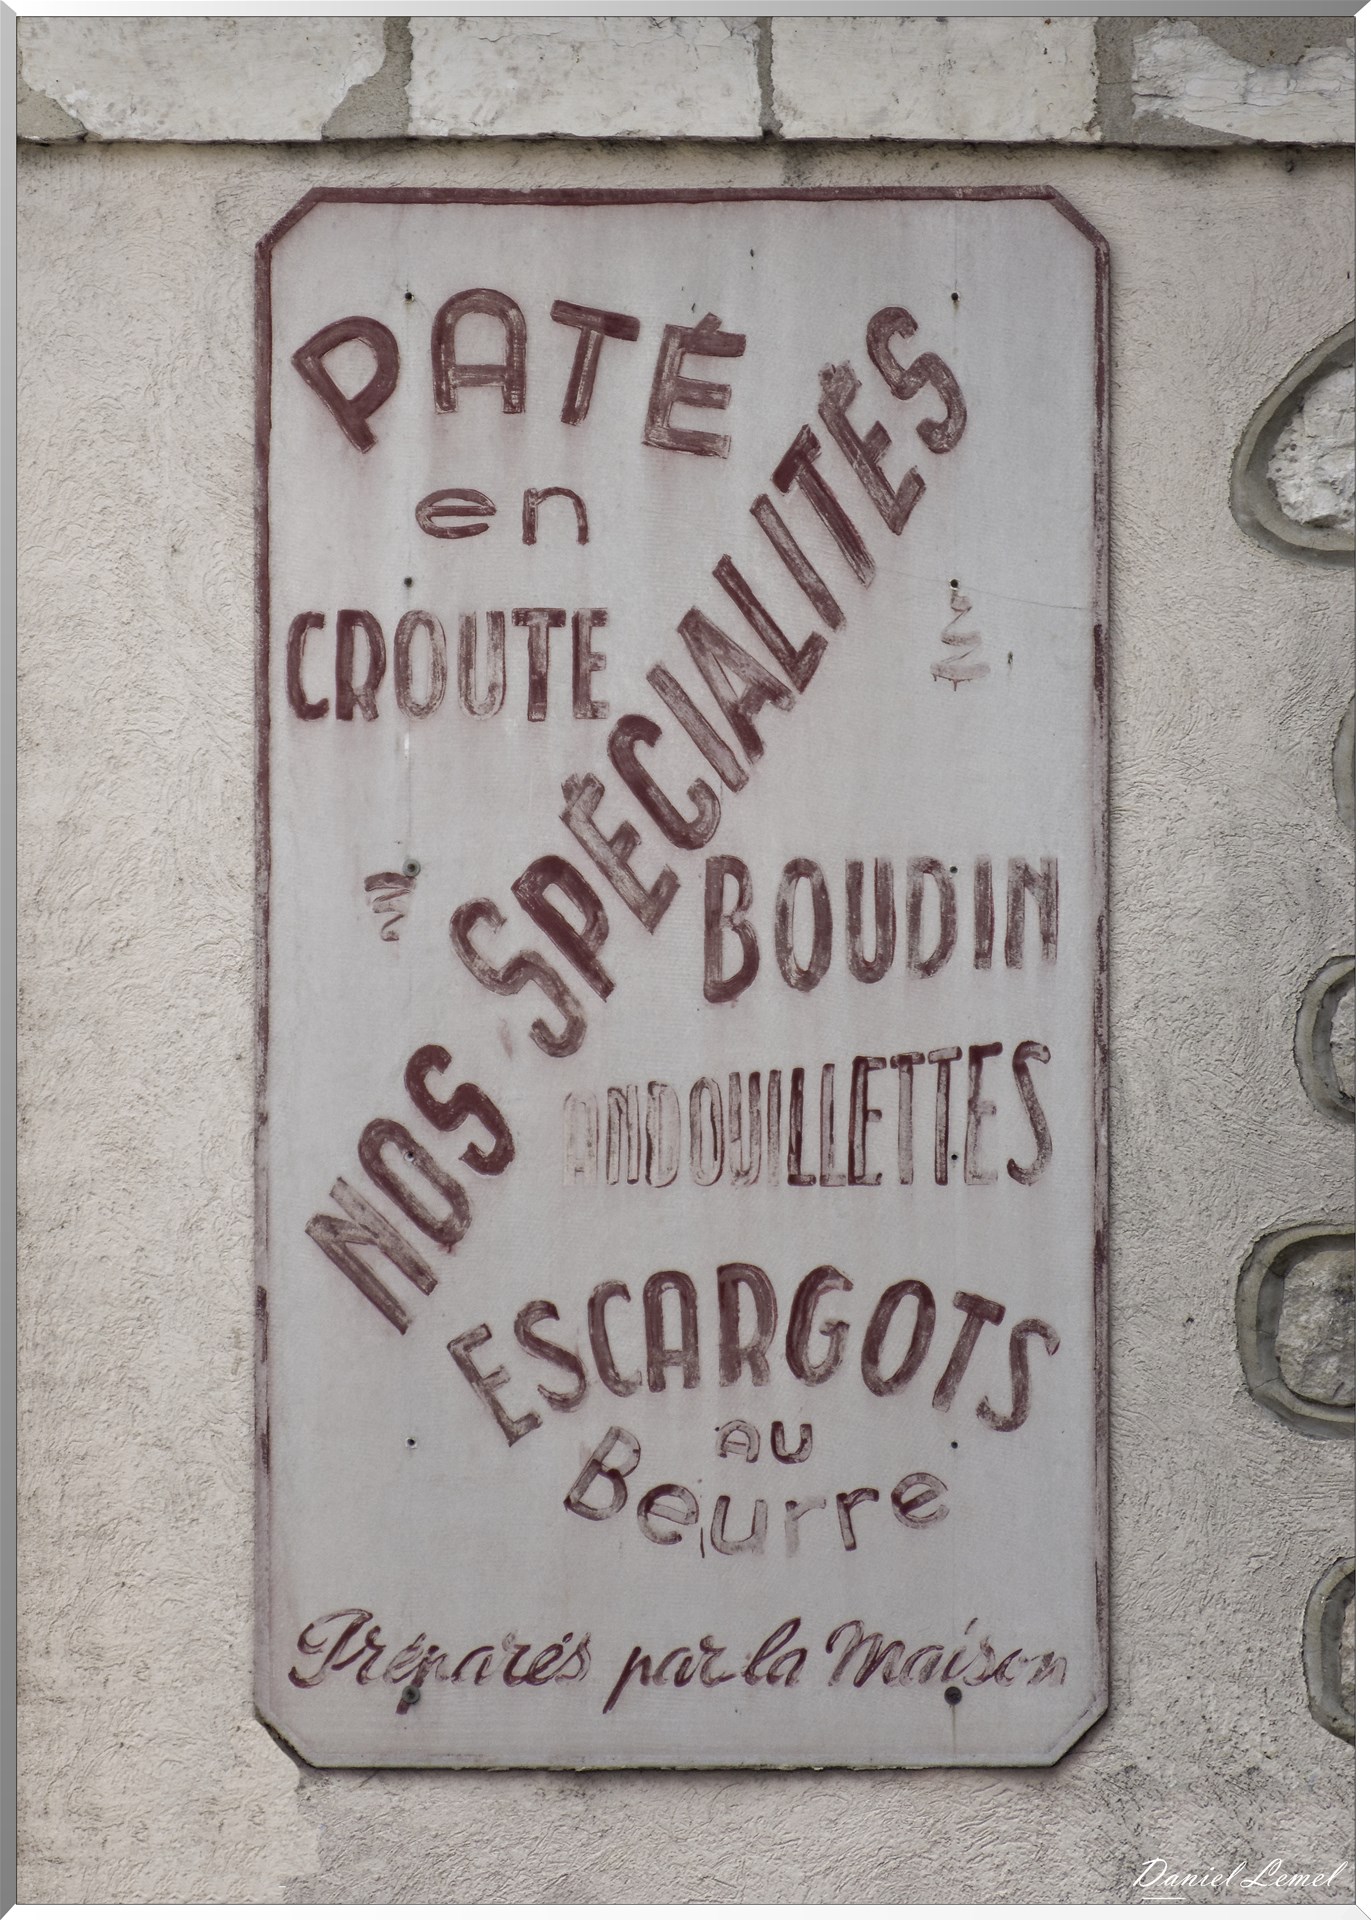 PATÉ
en
CROUTE
NOS SPÉCIALITÉS
BOUDIN
ANDOUILLETTES
ESCARGOTS
AU
Beurre
Préparés par la Maison
Daniel Lemel